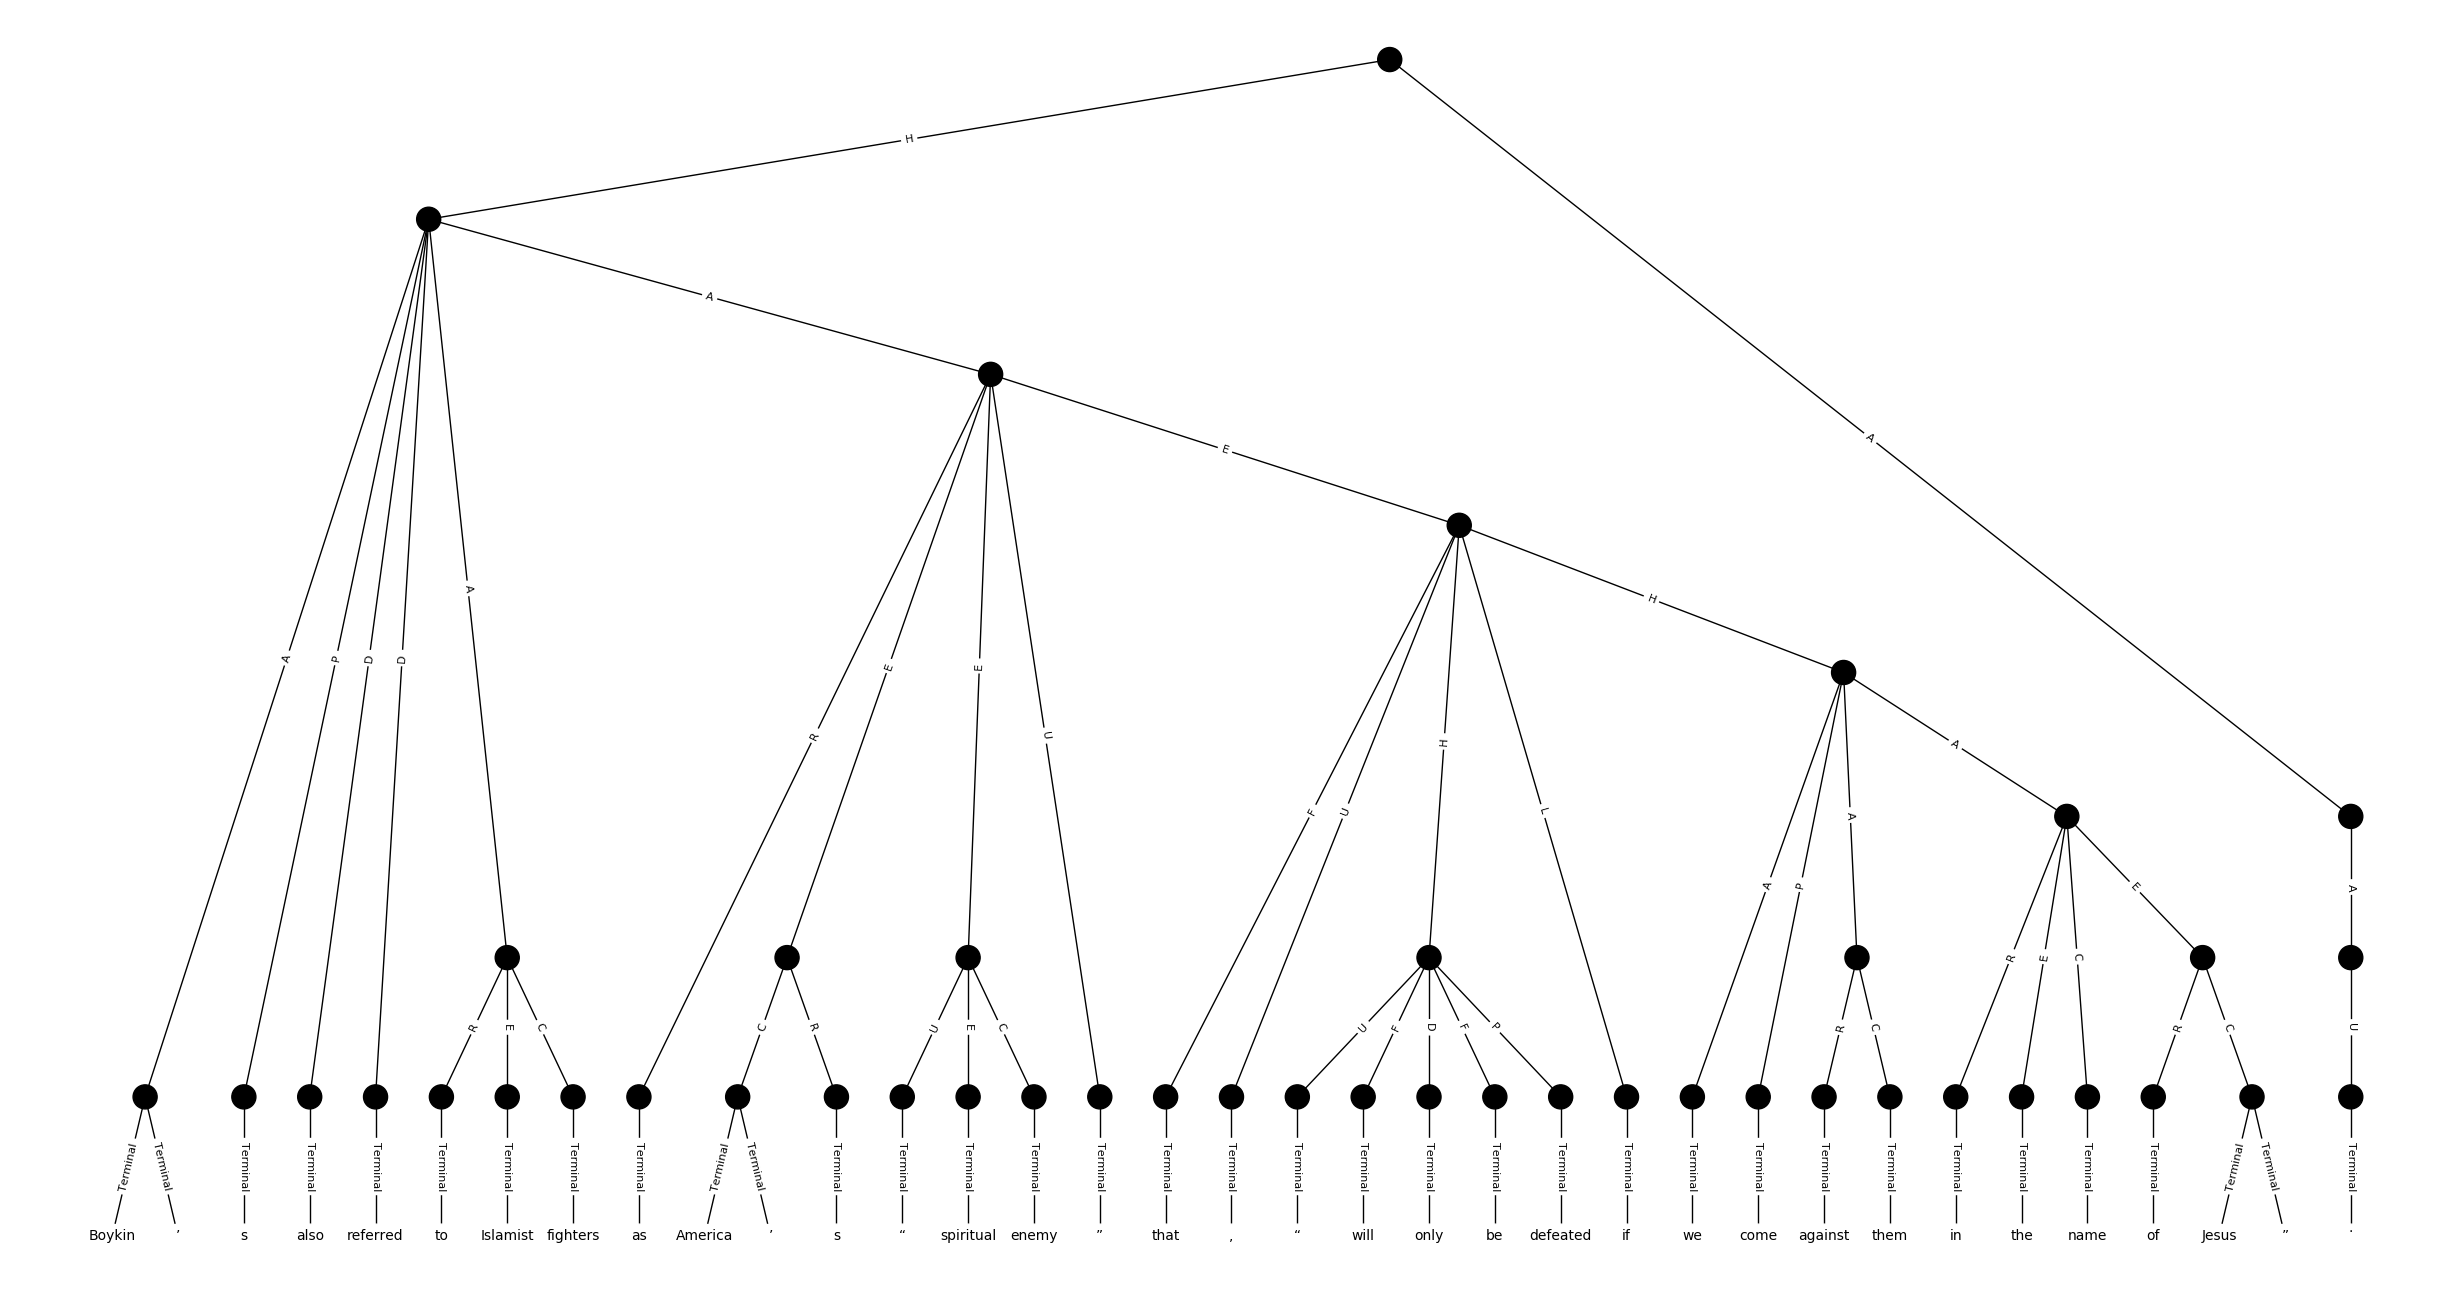 H
A
A
E
A
H
A
P
D
D
E
E
R
U
H
A
F
U
L
A
A
P
E
A
R
E
C
R
E
C
C
R
U
E
C
U
F
D
F
P
R
C
R
C
U
Terminal Terminal Terminal Terminal Terminal Terminal Terminal Terminal Terminal Terminal Terminal Terminal Terminal Terminal Terminal Terminal Terminal Terminal Terminal Terminal Terminal Terminal Terminal Terminal Terminal Terminal Terminal Terminal Terminal Terminal Terminal Terminal Terminal Terminal Terminal
Boykin ’ s also referred to Islamist fighters as America ’ s “ spiritual enemy ” that , “ will only be defeated if we come against them in the name of Jesus ” .